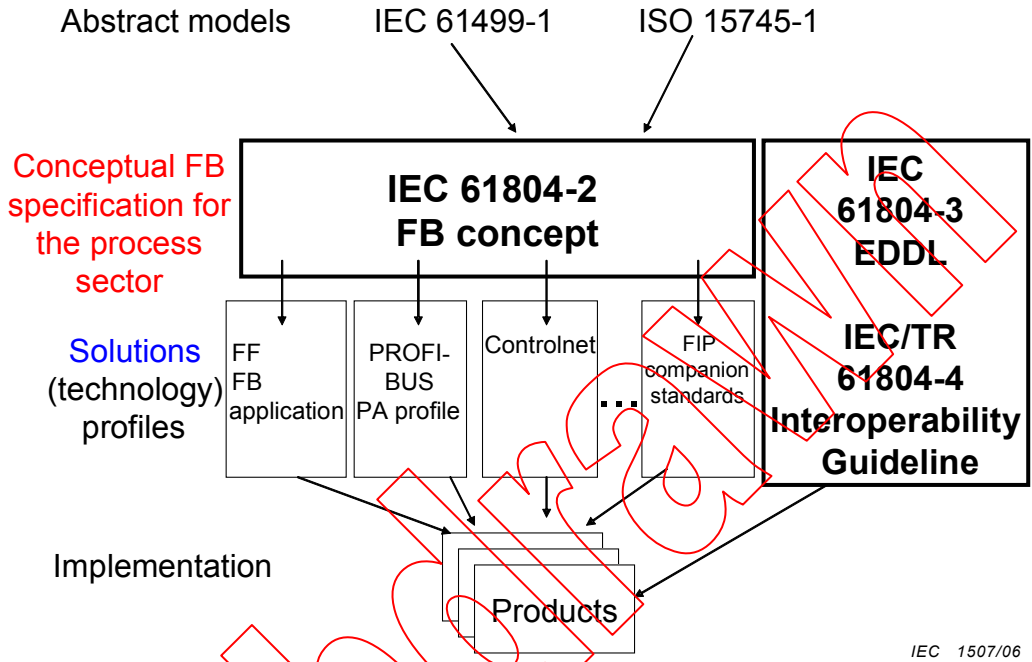 Abstract models
IEC 61499-1
ISO 15745-1
Conceptual FB
specification for
the process
sector
IEC 61804-2
FB concept
IEC
61804-3
EDDL
IEC/TR
61804-4
Interoperability
Guideline
Solutions
(technology)
profiles
FF
FB
application
PROFI-
BUS
PA profile
Controlnet
...
FIP
companion
standards
Implementation
Products
IEC 1507/06